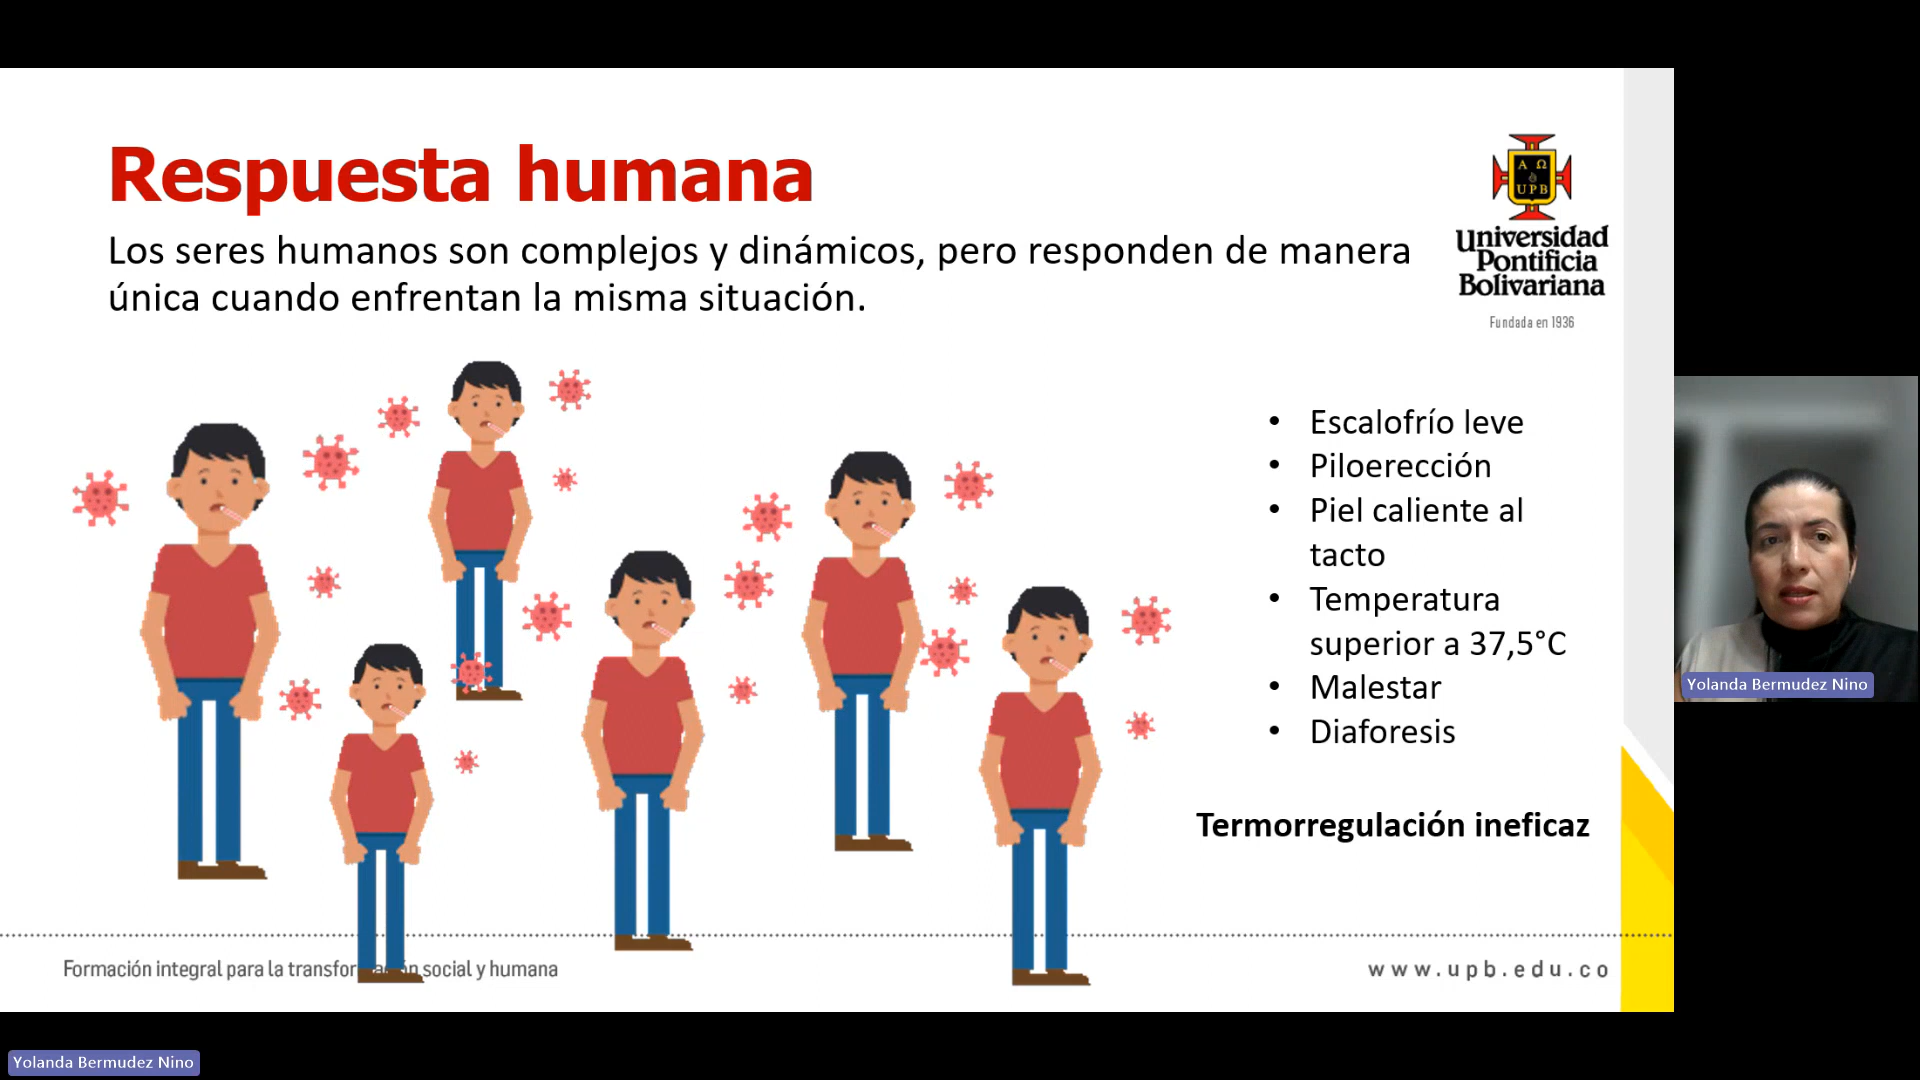 Respuesta humana
Los seres humanos son complejos y dinámicos, pero responden de manera
única cuando enfrentan la misma situación.
Α Ω
UPB
Universidad
Pontificia
Bolivariana
Fundada en 1936
• Escalofrío leve
• Piloerección
• Piel caliente al
tacto
• Temperatura
superior a 37,5°C
• Malestar
• Diaforesis
Termorregulación ineficaz
Yolanda Bermudez Nino
Formación integral para la social y humana
www.upb.edu.co
Yolanda Bermudez Nino